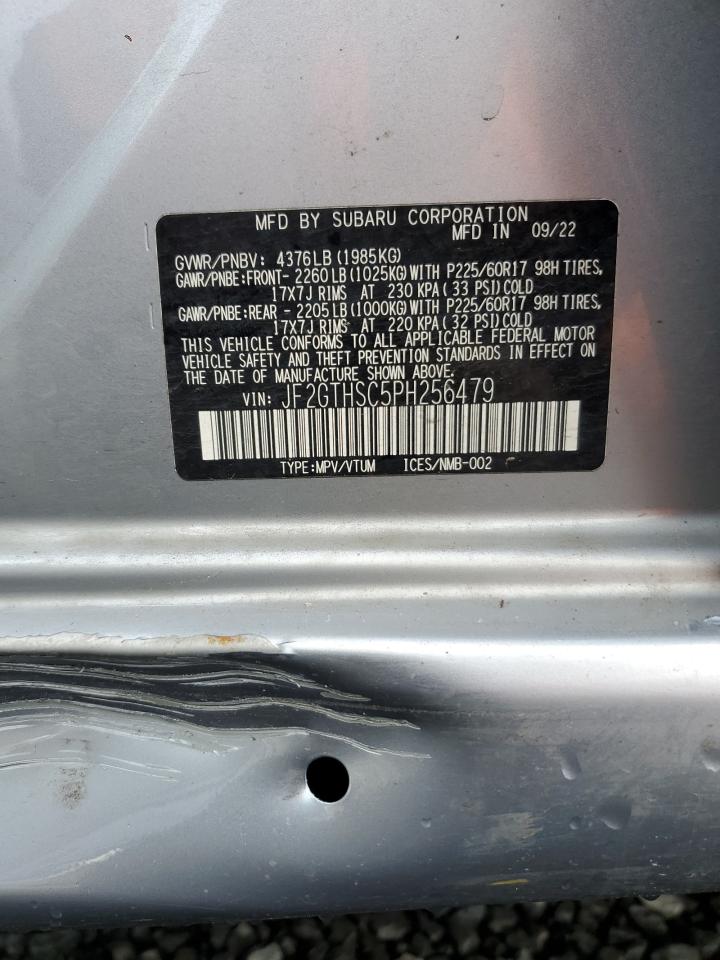 MFD BY SUBARU CORPORATION
MFD IN 09/22
GVWR/PNBV: 4376LB(1985KG)
GAWR/PNBE:FRONT- 2260LB(1025KG)WITH P225/60R17 98H TIRES,
17X7J RIMS AT 230 KPA(33 PSI)COLD
GAWR/PNBE:REAR - 2205LB(1000KG)WITH P225/60R17 98H TIRES,
17X7J RIMS AT 220 KPA(32 PSI)COLD
THIS VEHICLE CONFORMS TO ALL APPLICABLE FEDERAL MOTOR
VEHICLE SAFETY AND THEFT PREVENTION STANDARDS IN EFFECT ON
THE DATE OF MANUFACTURE SHOWN ABOVE.
VIN: JF2GTHSC5PH256479
TYPE:MPV/VTUM ICES/NMB-002